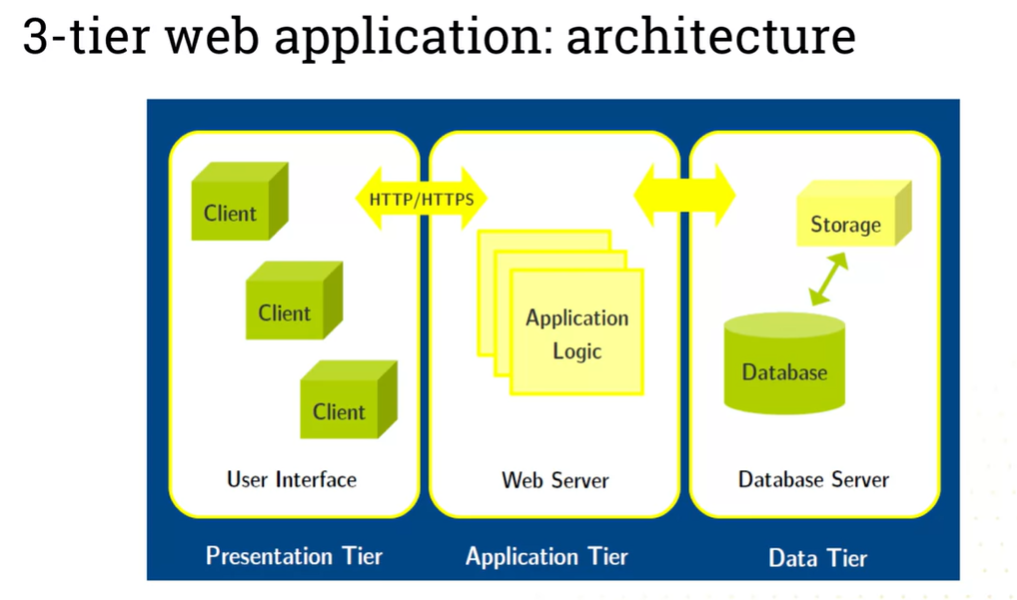 3-tier web application: architecture
Client
Client
Client
User Interface
Presentation Tier
HTTP/HTTPS
Application
Logic
Web Server
Application Tier
Storage
Database
Database Server
Data Tier